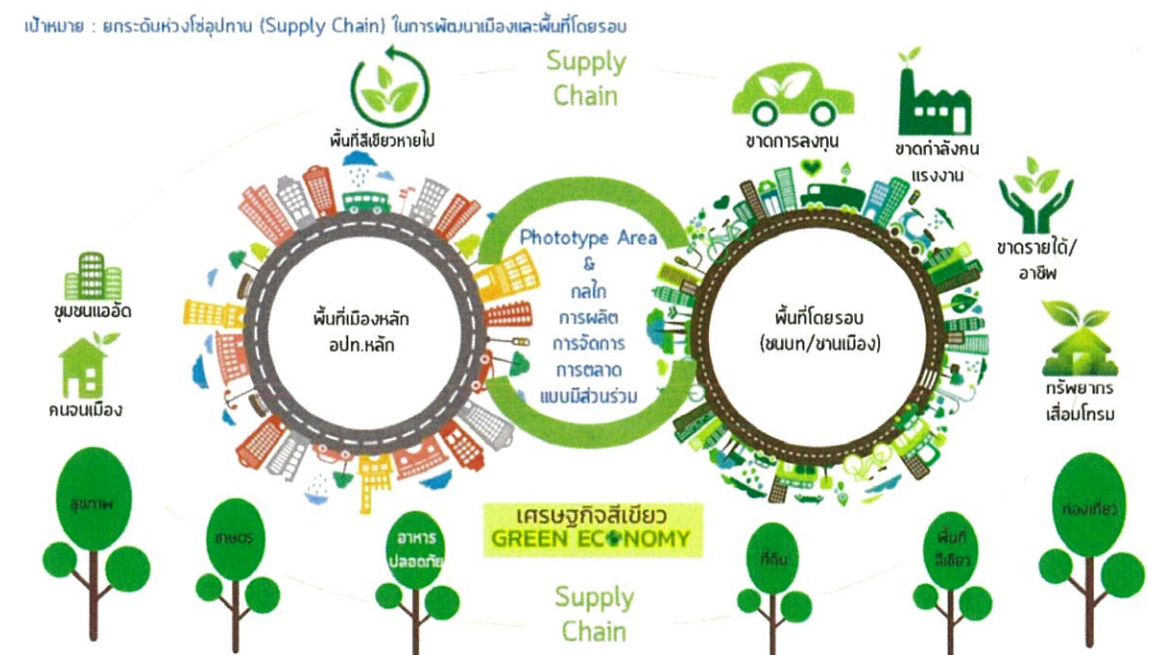 เป้าหมาย : ยกระดับห่วงโซ่อุปทาน (Supply Chain) ในการพัฒนาเมืองและพื้นที่โดยรอบ
Supply
Chain
พื้นที่สีเขียวหายไป
ขาดการลงทุน
ขาดกำลังคน
แรงงาน
ขาดรายได้/
อาชีพ
ชุมชนแออัด
คนจนเมือง
พื้นที่เมืองหลัก
อปท.หลัก
Phototype Area
&
กลไก
การผลิต
การจัดการ
การตลาด
แบบมีส่วนร่วม
พื้นที่โดยรอบ
(ชนบท/ชานเมือง)
ทรัพยากร
เสื่อมโทรม
สุขภาพ
เกษตร
อาหาร
ปลอดภัย
เศรษฐกิจสีเขียว
GREEN ECONOMY
ที่ดิน
พื้นที่
สีเขียว
ท่องเที่ยว
Supply
Chain